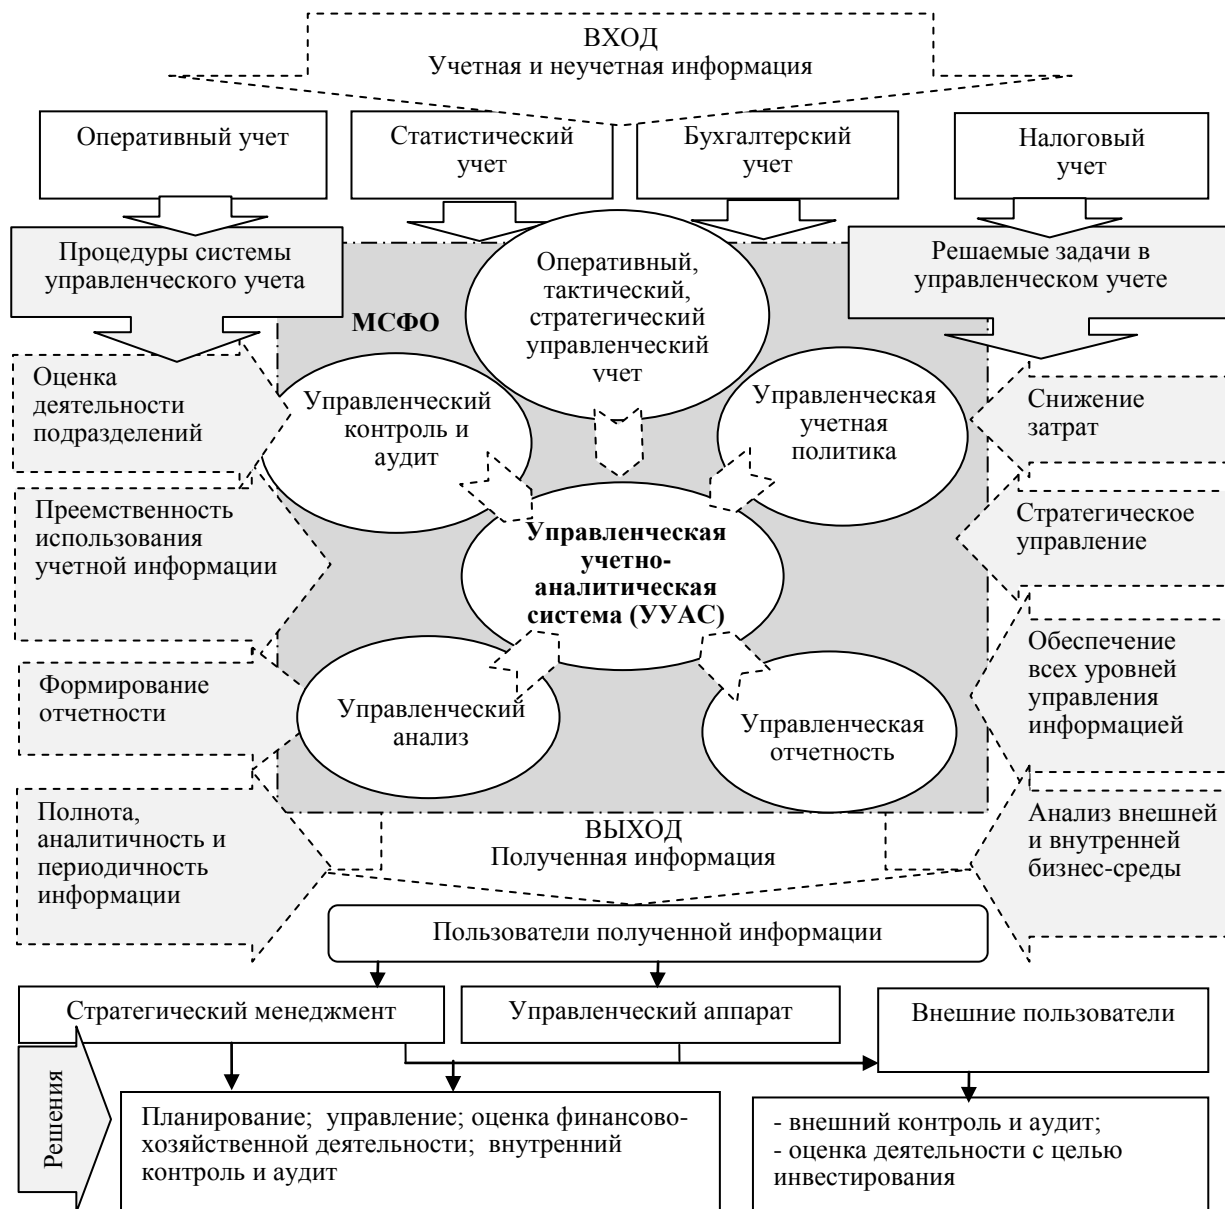 ВХОД
Учетная и неучетная информация
Оперативный учет
Статистический
учет
Бухгалтерский
учет
Налоговый
учет
Процедуры системы
управленческого учета
Решаемые задачи в
управленческом учете
МСФО
Оперативный,
тактический,
стратегический
управленческий
учет
Оценка
деятельности
подразделений
Управленческий
контроль и
аудит
Управленческая
учетная
политика
Снижение
затрат
Преемственность
использования
учетной информации
Управленческая
учетно-
аналитическая
система (УУАС)
Стратегическое
управление
Формирование
отчетности
Управленческий
анализ
Управленческая
отчетность
Обеспечение
всех уровней
управления
информацией
Полнота,
аналитичность и
периодичность
информации
ВЫХОД
Полученная информация
Анализ внешней
и внутренней
бизнес-среды
Пользователи полученной информации
Стратегический менеджмент
Управленческий аппарат
Внешние пользователи
Решения
Планирование; управление; оценка финансово-
хозяйственной деятельности; внутренний
контроль и аудит
- внешний контроль и аудит;
- оценка деятельности с целью
инвестирования